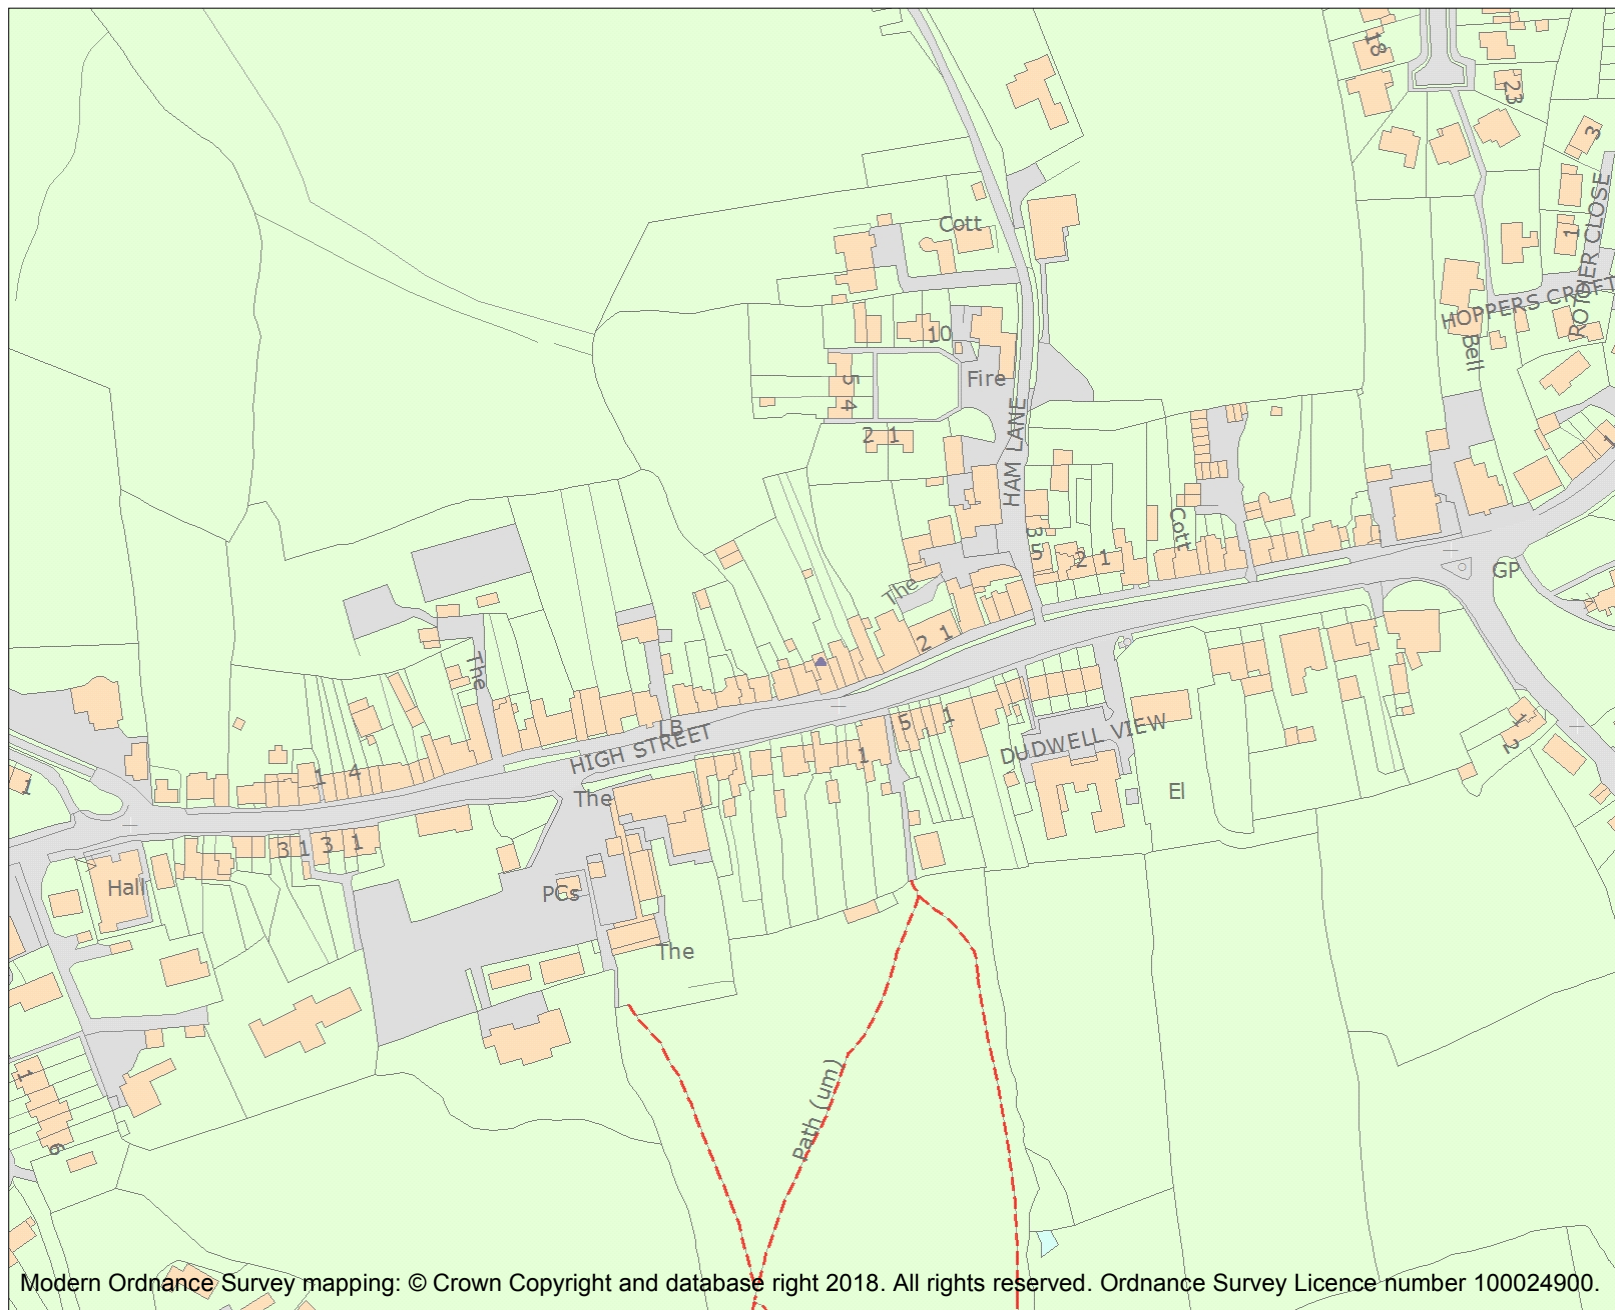 18
23
3
ROTHER CLOSE
1
Cott
HOPPERS CROFT
10
Bell
Fire
5
4
HAM LANE
2 1
1
Cott
Bn
2 1
GP
The
2 1
The
LB
HIGH STREET
5
1
DUDWELL VIEW
1
2
1
1
4
1
The
El
3 1 3 1
Hall
PCs
The
Path (um)
1
6
Modern Ordnance Survey mapping: © Crown Copyright and database right 2018. All rights reserved. Ordnance Survey Licence number 100024900.